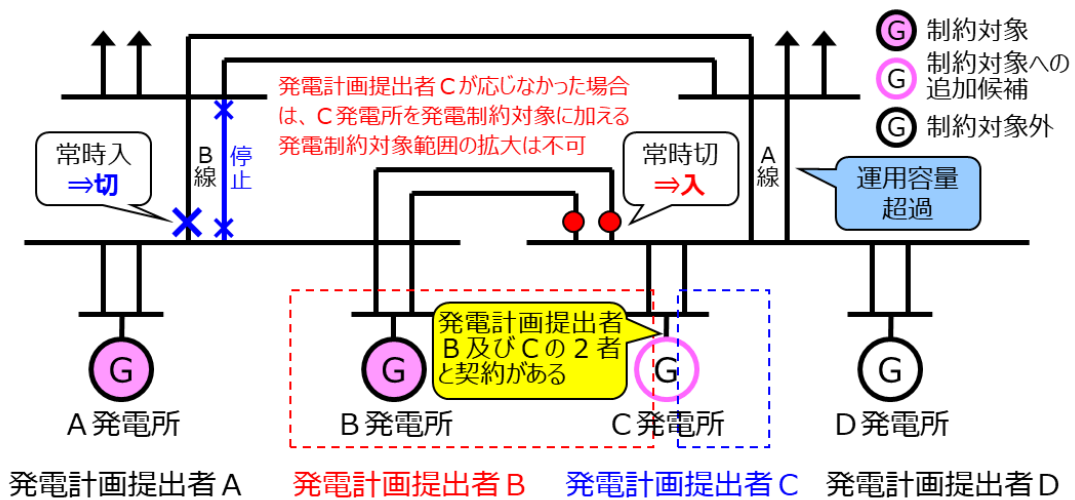 G 制約対象
G 制約対象への
追加候補
G 制約対象外
発電計画提出者Cが応じなかった場合
は、C発電所を発電制約対象に加える
発電制約対象範囲の拡大は不可
常時入
⇒切
B線
停止
常時切
⇒入
A線
運用容量
超過
発電計画提出者
B及びCの2者
と契約がある
G
G
G
G
A発電所
B発電所
C発電所
D発電所
発電計画提出者A
発電計画提出者B
発電計画提出者C
発電計画提出者D